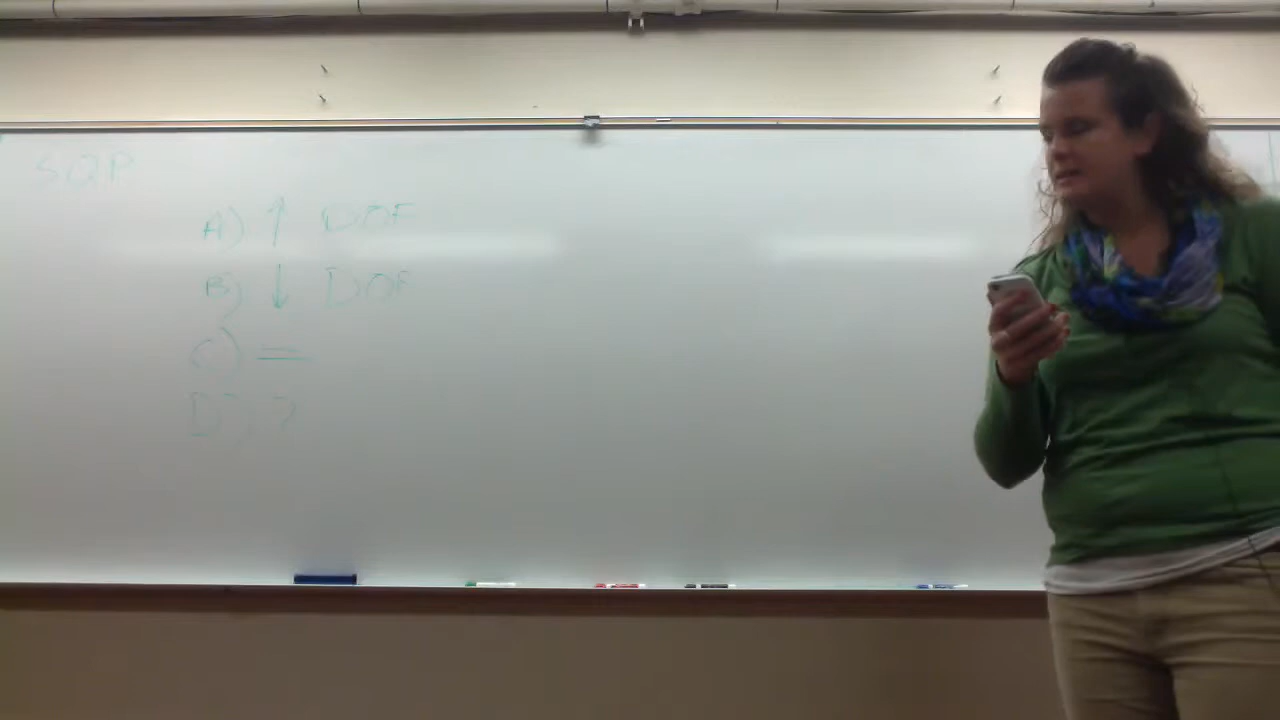 SQP
A) ↑ DOF
B) ↓ DOF
C) =
D) ?